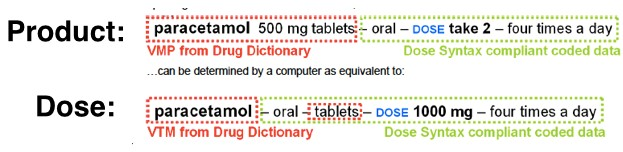 Product: paracetamol 500 mg tablets – oral – DOSE take 2 – four times a day
VMP from Drug Dictionary Dose Syntax compliant coded data
...can be determined by a computer as equivalent to:
Dose: paracetamol – oral – tablets – DOSE 1000 mg – four times a day
VTM from Drug Dictionary Dose Syntax compliant coded data